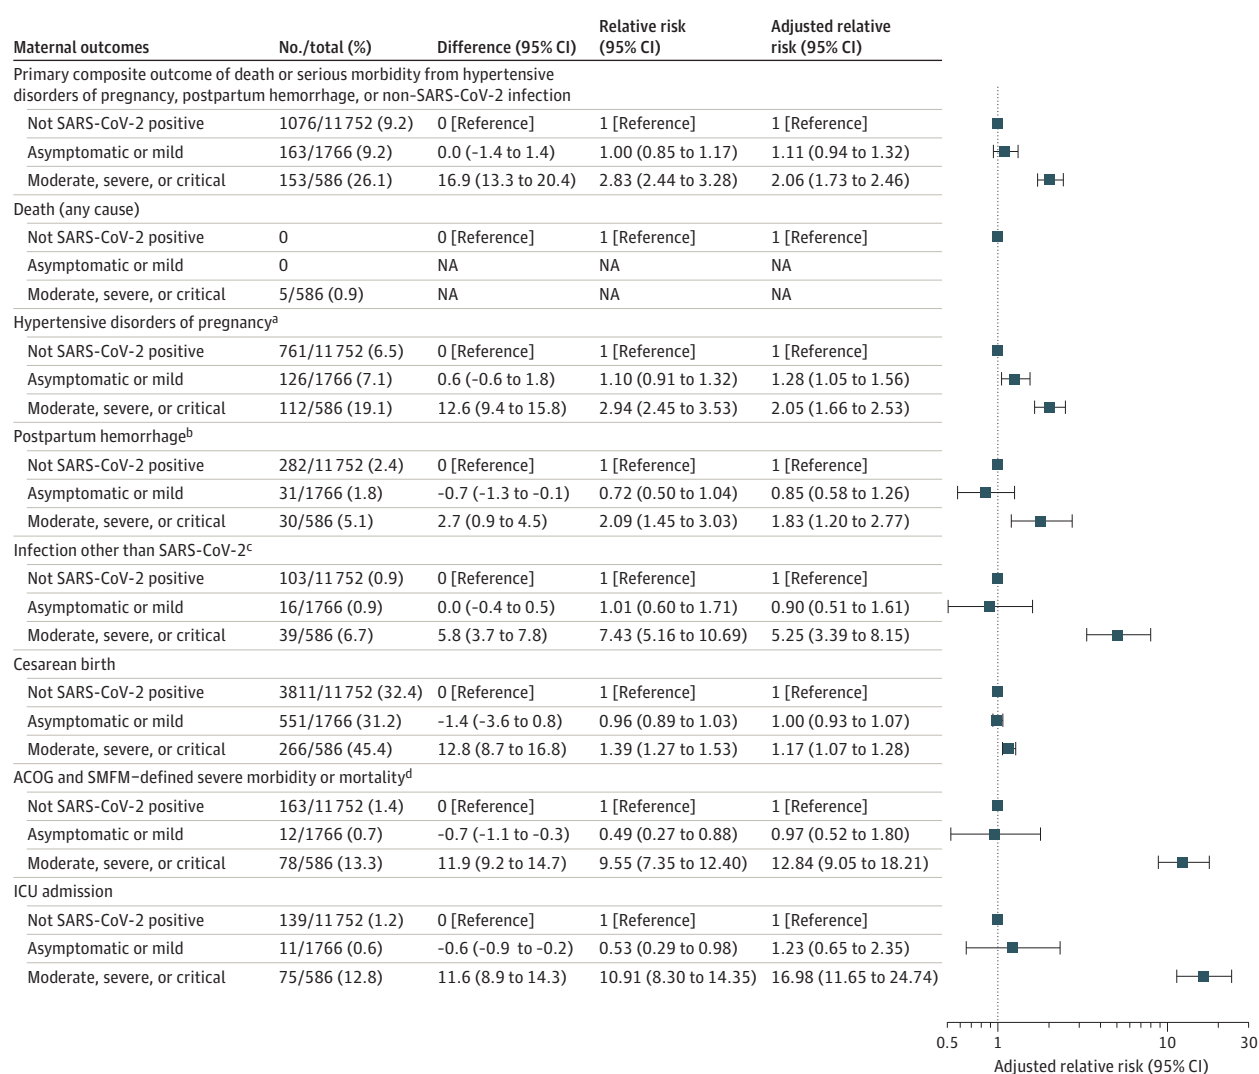 Maternal outcomes No./total (%) Difference (95% CI) Relative risk (95% CI) Adjusted relative risk (95% CI)
Primary composite outcome of death or serious morbidity from hypertensive
disorders of pregnancy, postpartum hemorrhage, or non-SARS-CoV-2 infection
Not SARS-CoV-2 positive 1076/11 752 (9.2) 0 [Reference] 1 [Reference] 1 [Reference]
Asymptomatic or mild 163/1766 (9.2) 0.0 (-1.4 to 1.4) 1.00 (0.85 to 1.17) 1.11 (0.94 to 1.32)
Moderate, severe, or critical 153/586 (26.1) 16.9 (13.3 to 20.4) 2.83 (2.44 to 3.28) 2.06 (1.73 to 2.46)
Death (any cause)
Not SARS-CoV-2 positive 0 0 [Reference] 1 [Reference] 1 [Reference]
Asymptomatic or mild 0 NA NA NA
Moderate, severe, or critical 5/586 (0.9) NA NA NA
Hypertensive disorders of pregnancyᵃ
Not SARS-CoV-2 positive 761/11 752 (6.5) 0 [Reference] 1 [Reference] 1 [Reference]
Asymptomatic or mild 126/1766 (7.1) 0.6 (-0.6 to 1.8) 1.10 (0.91 to 1.32) 1.28 (1.05 to 1.56)
Moderate, severe, or critical 112/586 (19.1) 12.6 (9.4 to 15.8) 2.94 (2.45 to 3.53) 2.05 (1.66 to 2.53)
Postpartum hemorrhageᵇ
Not SARS-CoV-2 positive 282/11 752 (2.4) 0 [Reference] 1 [Reference] 1 [Reference]
Asymptomatic or mild 31/1766 (1.8) -0.7 (-1.3 to -0.1) 0.72 (0.50 to 1.04) 0.85 (0.58 to 1.26)
Moderate, severe, or critical 30/586 (5.1) 2.7 (0.9 to 4.5) 2.09 (1.45 to 3.03) 1.83 (1.20 to 2.77)
Infection other than SARS-CoV-2ᶜ
Not SARS-CoV-2 positive 103/11 752 (0.9) 0 [Reference] 1 [Reference] 1 [Reference]
Asymptomatic or mild 16/1766 (0.9) 0.0 (-0.4 to 0.5) 1.01 (0.60 to 1.71) 0.90 (0.51 to 1.61)
Moderate, severe, or critical 39/586 (6.7) 5.8 (3.7 to 7.8) 7.43 (5.16 to 10.69) 5.25 (3.39 to 8.15)
Cesarean birth
Not SARS-CoV-2 positive 3811/11 752 (32.4) 0 [Reference] 1 [Reference] 1 [Reference]
Asymptomatic or mild 551/1766 (31.2) -1.4 (-3.6 to 0.8) 0.96 (0.89 to 1.03) 1.00 (0.93 to 1.07)
Moderate, severe, or critical 266/586 (45.4) 12.8 (8.7 to 16.8) 1.39 (1.27 to 1.53) 1.17 (1.07 to 1.28)
ACOG and SMFM–defined severe morbidity or mortalityᵈ
Not SARS-CoV-2 positive 163/11 752 (1.4) 0 [Reference] 1 [Reference] 1 [Reference]
Asymptomatic or mild 12/1766 (0.7) -0.7 (-1.1 to -0.3) 0.49 (0.27 to 0.88) 0.97 (0.52 to 1.80)
Moderate, severe, or critical 78/586 (13.3) 11.9 (9.2 to 14.7) 9.55 (7.35 to 12.40) 12.84 (9.05 to 18.21)
ICU admission
Not SARS-CoV-2 positive 139/11 752 (1.2) 0 [Reference] 1 [Reference] 1 [Reference]
Asymptomatic or mild 11/1766 (0.6) -0.6 (-0.9 to -0.2) 0.53 (0.29 to 0.98) 1.23 (0.65 to 2.35)
Moderate, severe, or critical 75/586 (12.8) 11.6 (8.9 to 14.3) 10.91 (8.30 to 14.35) 16.98 (11.65 to 24.74)
0.5 1 10 30
Adjusted relative risk (95% CI)